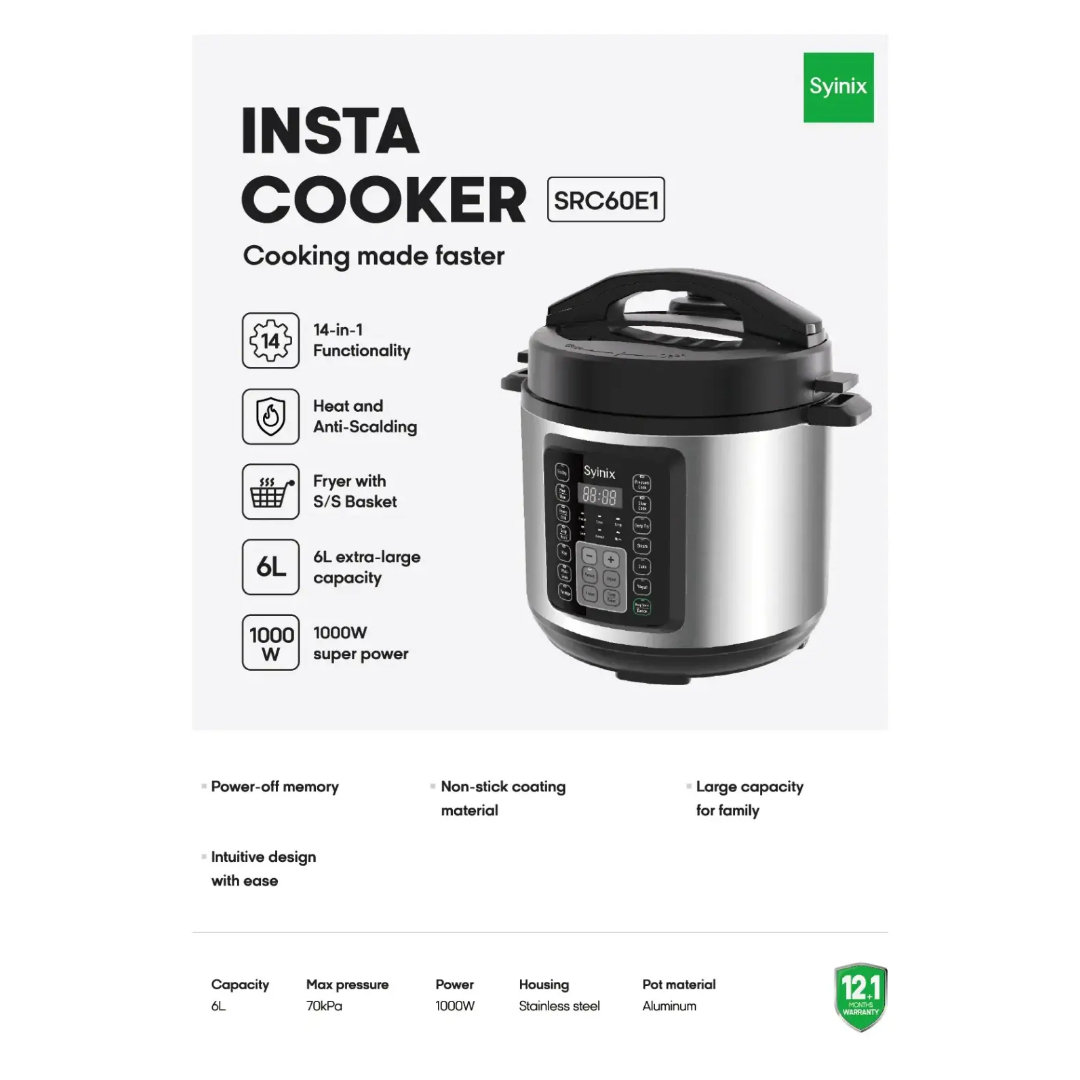 Syinix
INSTA
COOKER
SRC60E1
Cooking made faster
14
14-in-1
Functionality
Heat and
Anti-Scalding
Fryer with
S/S Basket
6L
6L extra-large
capacity
1000
W
1000W
super power
Syinix
88:88
Power-off memory
Non-stick coating
material
Large capacity
for family
Intuitive design
with ease
Capacity
6L
Max pressure
70kPa
Power
1000W
Housing
Stainless steel
Pot material
Aluminum
12+1
MONTHS
WARRANTY